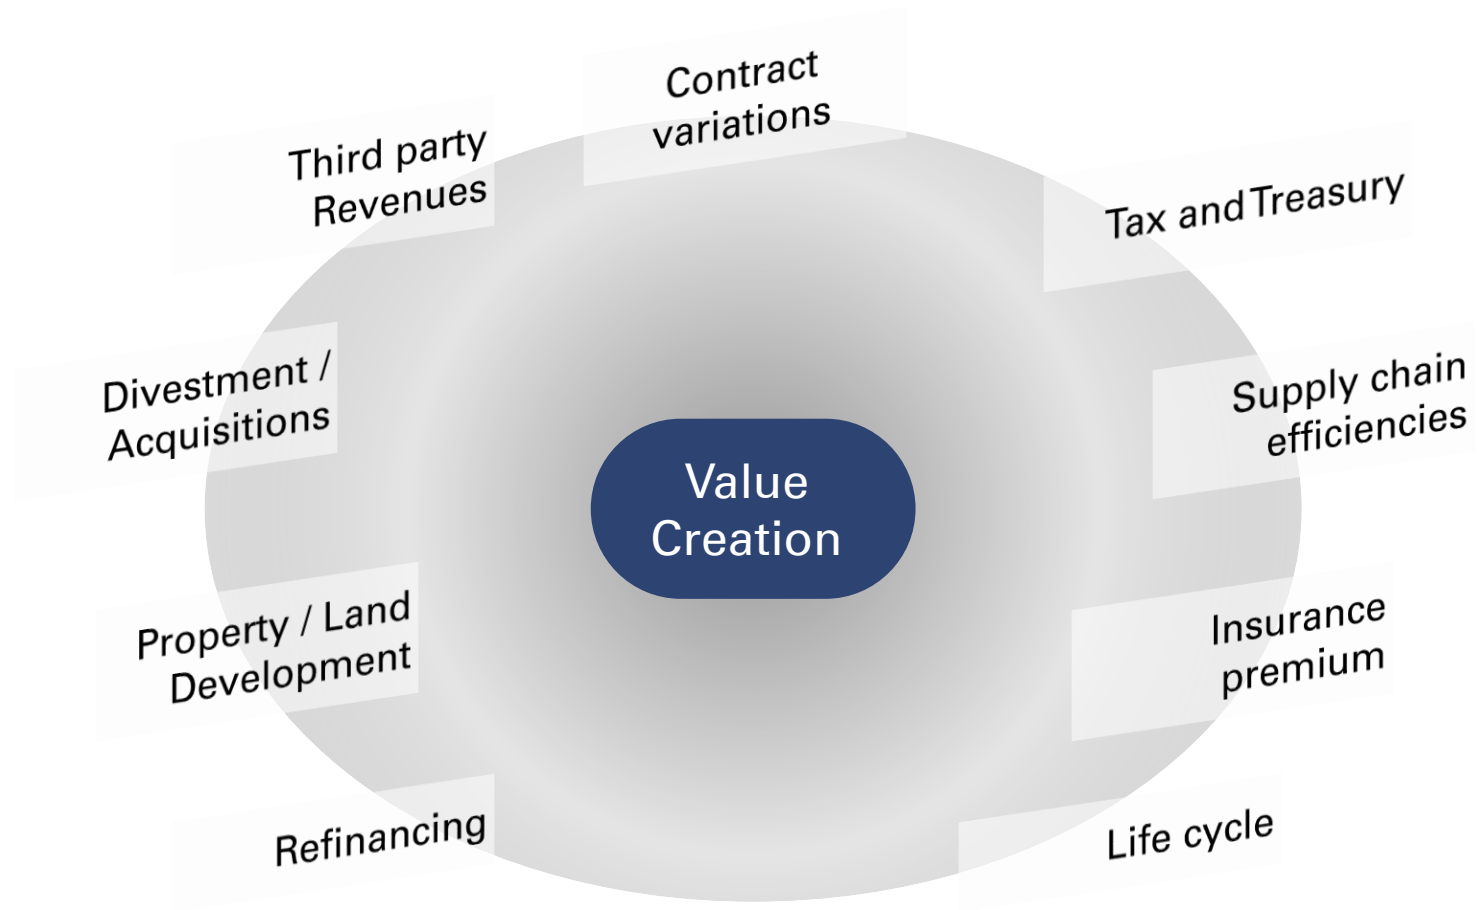 Contract
variations
Third party
Revenues
Tax and Treasury
Divestment /
Acquisitions
Supply chain
efficiencies
Value
Creation
Property / Land
Development
Insurance
premium
Refinancing
Life cycle